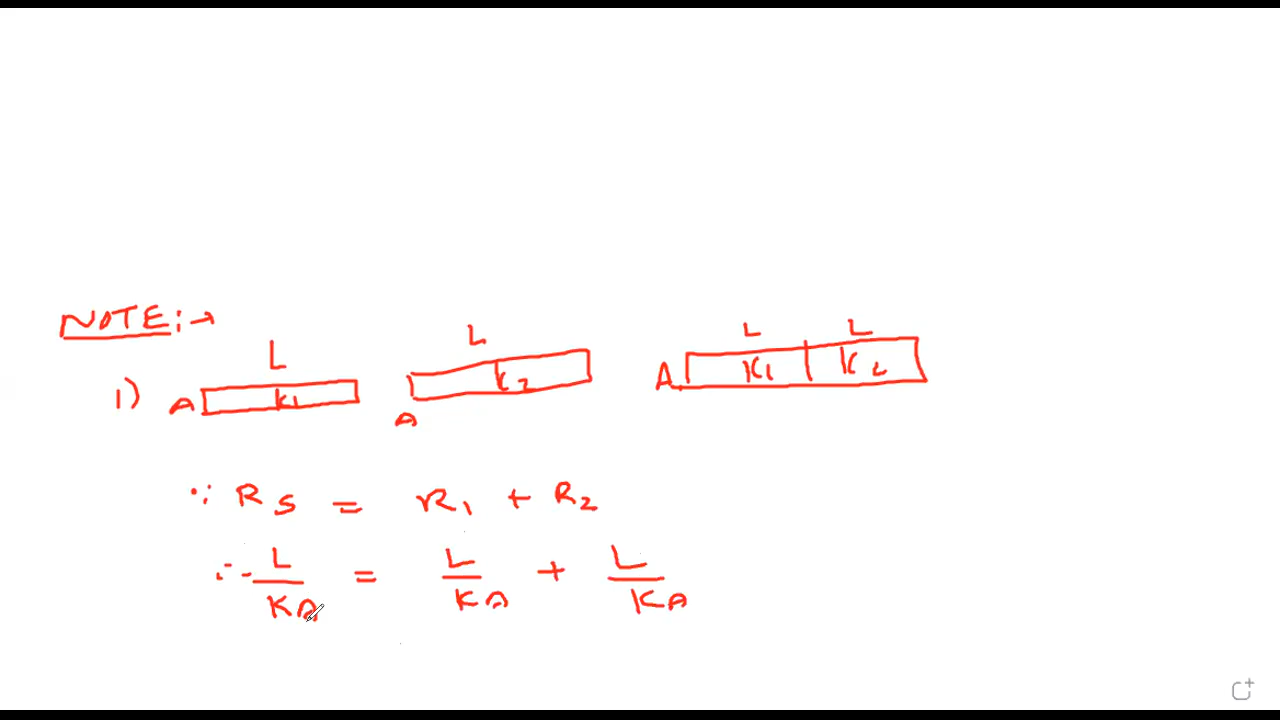 NOTE:→
L L L L
1) A K1 A K2 A K1 K2
∵ RS = R1 + R2
∴ L/KA = L/KA + L/KA